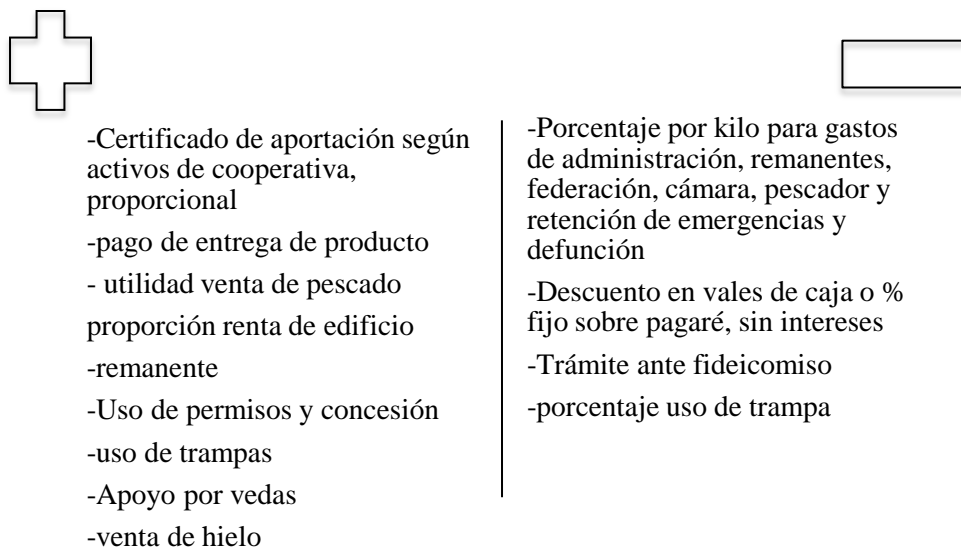 -Certificado de aportación según
activos de cooperativa,
proporcional
-pago de entrega de producto
- utilidad venta de pescado
proporción renta de edificio
-remanente
-Uso de permisos y concesión
-uso de trampas
-Apoyo por vedas
-venta de hielo
-Porcentaje por kilo para gastos
de administración, remanentes,
federación, cámara, pescador y
retención de emergencias y
defunción
-Descuento en vales de caja o %
fijo sobre pagaré, sin intereses
-Trámite ante fideicomiso
-porcentaje uso de trampa